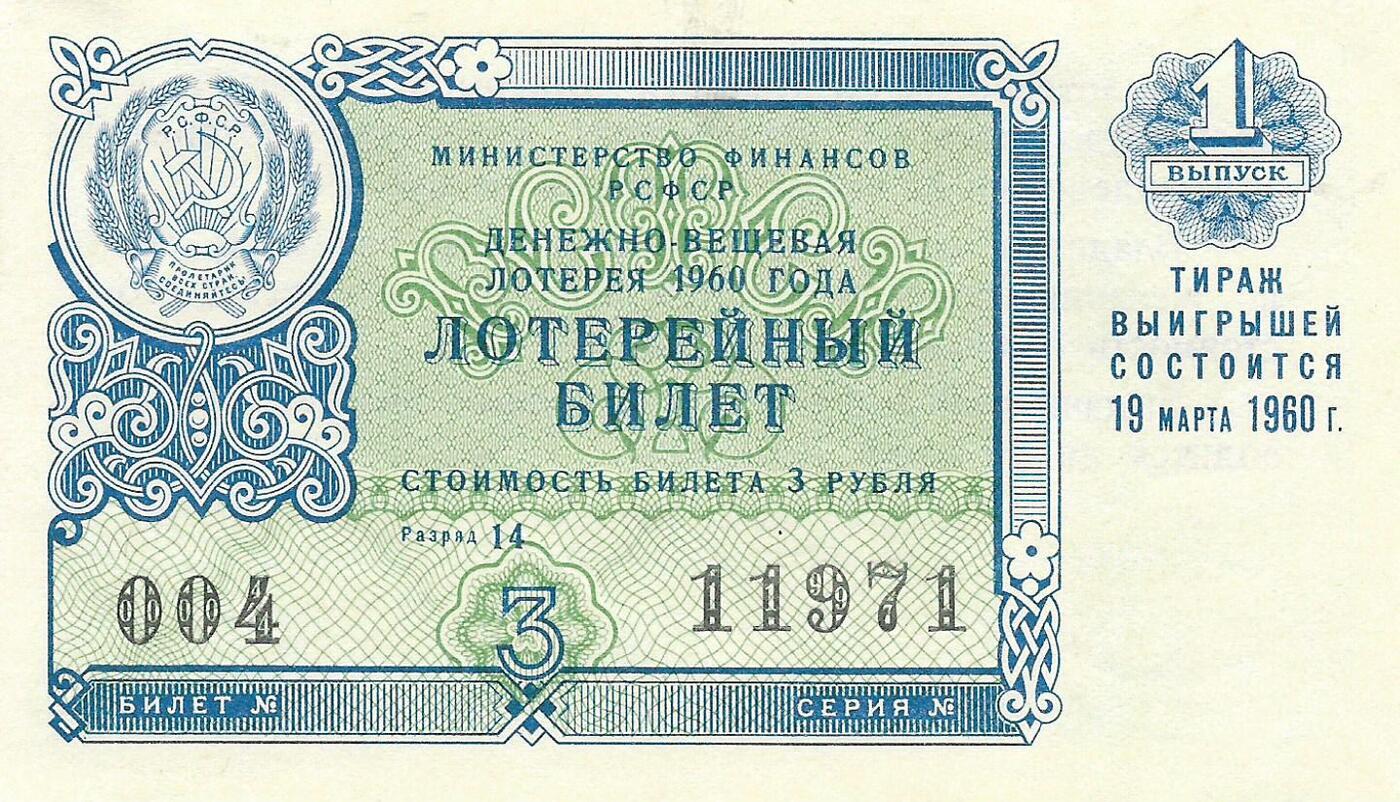 Р.С.Ф.С.Р.
ПРОЛЕТАРИИ
ВСЕХ СТРАН,
СОЕДИНЯЙТЕСЬ!
МИНИСТЕРСТВО ФИНАНСОВ
РСФСР
ДЕНЕЖНО-ВЕЩЕВАЯ
ЛОТЕРЕЯ 1960 ГОДА
ЛОТЕРЕЙНЫЙ
БИЛЕТ
СТОИМОСТЬ БИЛЕТА 3 РУБЛЯ
Разряд 14
004
3
11971
БИЛЕТ №
СЕРИЯ №
1
ВЫПУСК
ТИРАЖ
ВЫИГРЫШЕЙ
СОСТОИТСЯ
19 МАРТА 1960 Г.